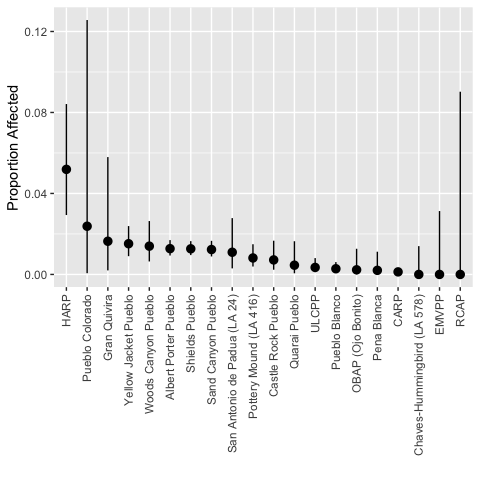 0.12
0.08
0.04
0.00
Proportion Affected
HARP
Pueblo Colorado
Gran Quivira
Yellow Jacket Pueblo
Woods Canyon Pueblo
Albert Porter Pueblo
Shields Pueblo
Sand Canyon Pueblo
San Antonio de Padua (LA 24)
Pottery Mound (LA 416)
Castle Rock Pueblo
Quarai Pueblo
ULCPP
Pueblo Blanco
OBAP (Ojo Bonito)
Pena Blanca
CARP
Chaves-Hummingbird (LA 578)
EMVPP
RCAP